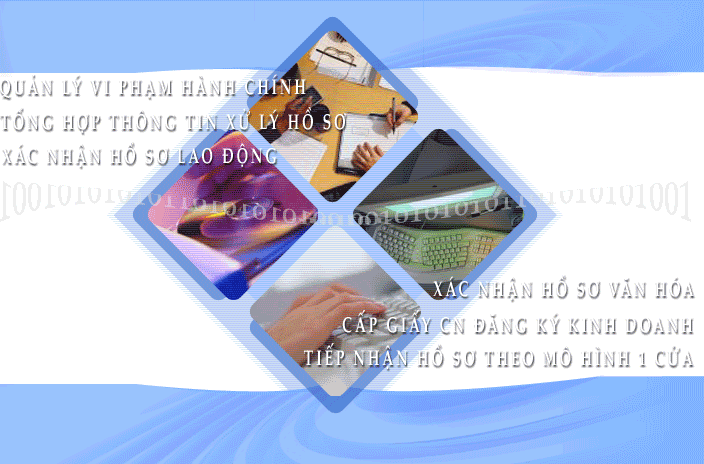 QUẢN LÝ VI PHẠM HÀNH CHÍNH
TỔNG HỢP THÔNG TIN XỬ LÝ HỒ SƠ
XÁC NHẬN HỒ SƠ LAO ĐỘNG
XÁC NHẬN HỒ SƠ VĂN HÓA
CẤP GIẤY CN ĐĂNG KÝ KINH DOANH
TIẾP NHẬN HỒ SƠ THEO MÔ HÌNH 1 CỬA